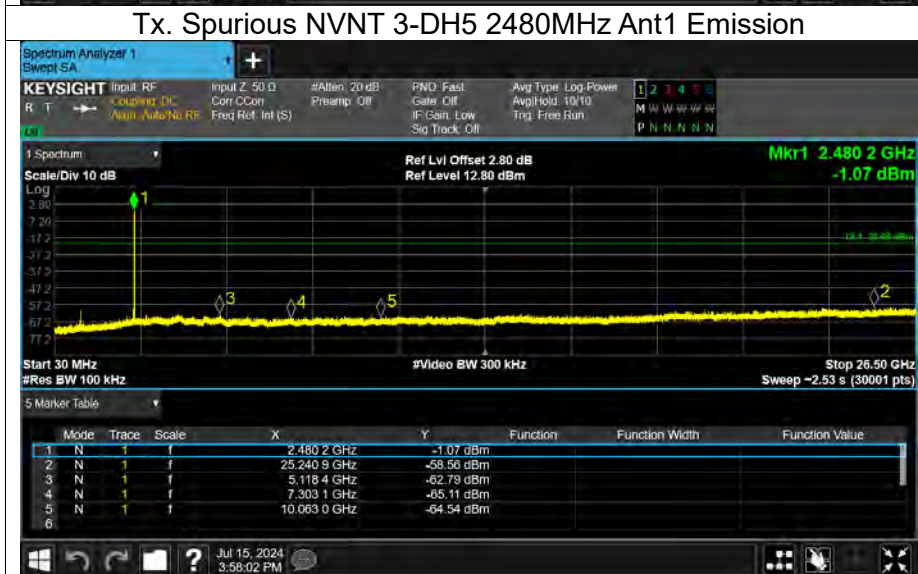 Tx. Spurious NVNT 3-DH5 2480MHz Ant1 Emission
Spectrum Analyzer 1
Swept SA
+
KEYSIGHT Input: RF Input Z: 50 Ω #Atten: 20 dB PNO: Fast Avg Type: Log-Power 1 2 3 4 5 6
R T Coupling: DC Corr CCorr Preamp: Off Gate: Off Avg|Hold: 10/10 M W W W W W
Align: Auto/No RF Freq Ref: Int (S) IF Gain: Low Trig: Free Run
Sig Track: Off P N N N N N
1 Spectrum Ref Lvl Offset 2.80 dB Mkr1 2.480 2 GHz
Scale/Div 10 dB Ref Level 12.80 dBm -1.07 dBm
Log
2.80 1
-7.20
-17.2
-27.2
-37.2
-47.2 2
-57.2 3 4 5
-67.2
-77.2
Start 30 MHz #Video BW 300 kHz Stop 26.50 GHz
#Res BW 100 kHz Sweep ~2.53 s (30001 pts)
5 Marker Table
Mode Trace Scale X Y Function Function Width Function Value
1 N 1 f 2.480 2 GHz -1.07 dBm
2 N 1 f 25.240 9 GHz -58.56 dBm
3 N 1 f 5.118 4 GHz -62.79 dBm
4 N 1 f 7.303 1 GHz -65.11 dBm
5 N 1 f 10.063 0 GHz -64.54 dBm
6
? Jul 15, 2024
3:58:02 PM